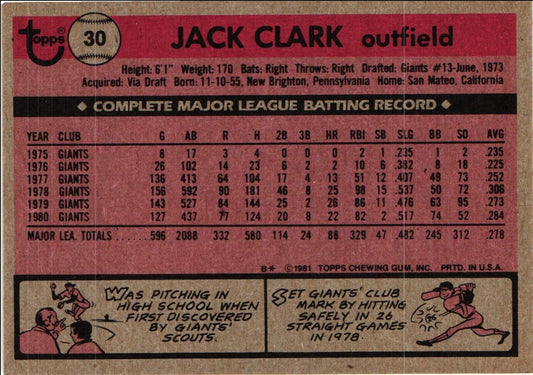 topps 30 JACK CLARK outfield
Height: 6'1" Weight: 170 Bats: Right Throws: Right Drafted: Giants #13-June, 1973
Acquired: Via Draft Born: 11-10-55, New Brighton, Pennsylvania Home: San Mateo, California
COMPLETE MAJOR LEAGUE BATTING RECORD
YEAR CLUB G AB R H 2B 3B HR RBI SB SLG BB SO AVG
1975 GIANTS 8 17 3 4 0 0 0 2 1 .235 1 2 .235
1976 GIANTS 26 102 14 23 6 2 2 10 6 .382 8 18 .225
1977 GIANTS 136 413 64 104 17 4 13 51 12 .407 49 73 .252
1978 GIANTS 156 592 90 181 46 8 25 98 15 .537 50 72 .306
1979 GIANTS 143 527 84 144 25 2 26 86 11 .476 63 95 .273
1980 GIANTS 127 437 77 124 20 8 22 82 2 .517 74 52 .284
MAJOR LEA. TOTALS 596 2088 332 580 114 24 88 329 47 .482 245 312 .278
B* © 1981 TOPPS CHEWING GUM, INC. PRTD. IN U.S.A.
WAS PITCHING IN
HIGH SCHOOL WHEN
FIRST DISCOVERED
BY GIANTS'
SCOUTS.
SET GIANTS' CLUB
MARK BY HITTING
SAFELY IN 26
STRAIGHT GAMES
IN 1978.